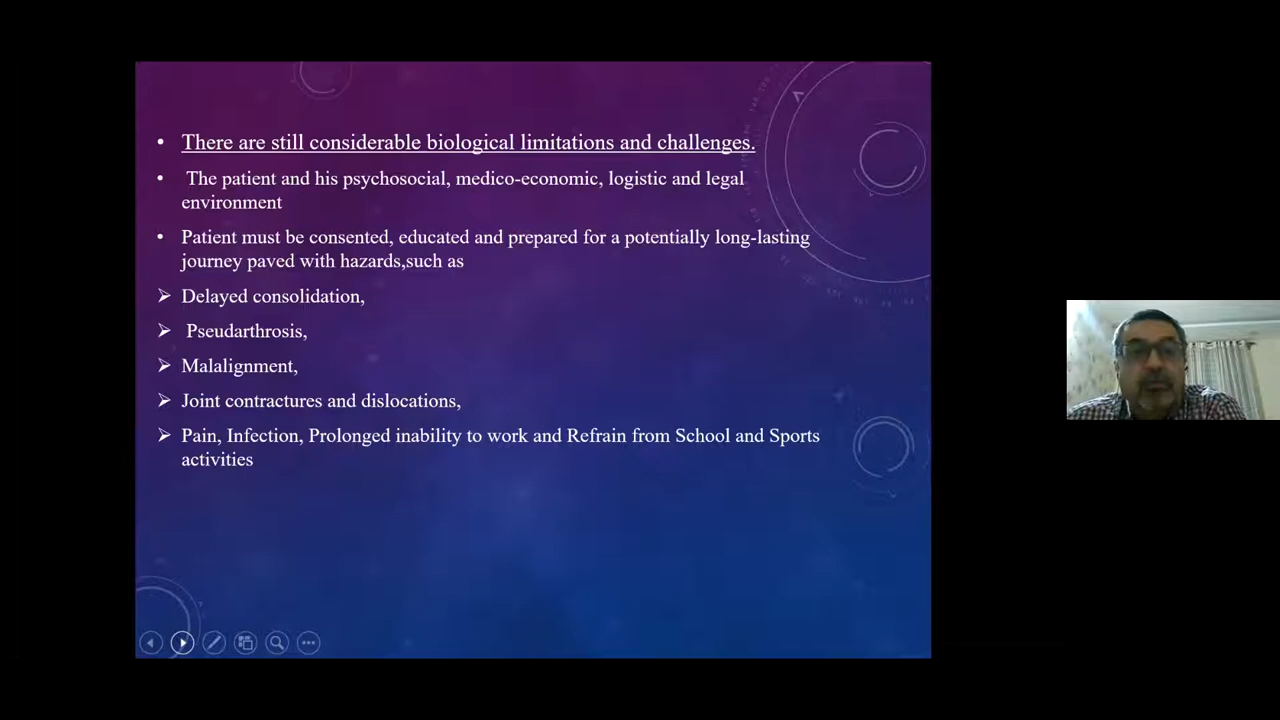 • There are still considerable biological limitations and challenges.
• The patient and his psychosocial, medico-economic, logistic and legal
environment
• Patient must be consented, educated and prepared for a potentially long-lasting
journey paved with hazards,such as
➢ Delayed consolidation,
➢ Pseudarthrosis,
➢ Malalignment,
➢ Joint contractures and dislocations,
➢ Pain, Infection, Prolonged inability to work and Refrain from School and Sports
activities